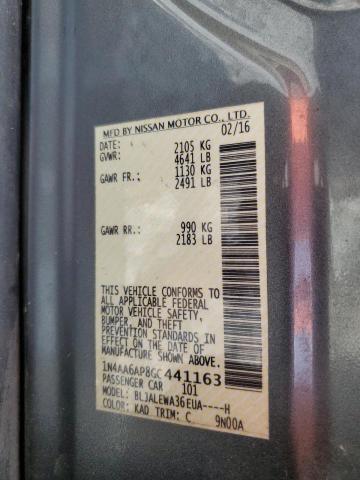 MFD BY NISSAN MOTOR CO., LTD.
02/16
DATE:
GVWR: 2105 KG
4641 LB
GAWR FR.: 1130 KG
2491 LB
GAWR RR.: 990 KG
2183 LB
THIS VEHICLE CONFORMS TO
ALL APPLICABLE FEDERAL
MOTOR VEHICLE SAFETY,
BUMPER, AND THEFT
PREVENTION STANDARDS IN
EFFECT ON THE DATE OF
MANUFACTURE SHOWN ABOVE.
1N4AA6AP8GC441163
PASSENGER CAR 101
BLJALEWA36EUA----H
COLOR: KAD TRIM: C 9N00A